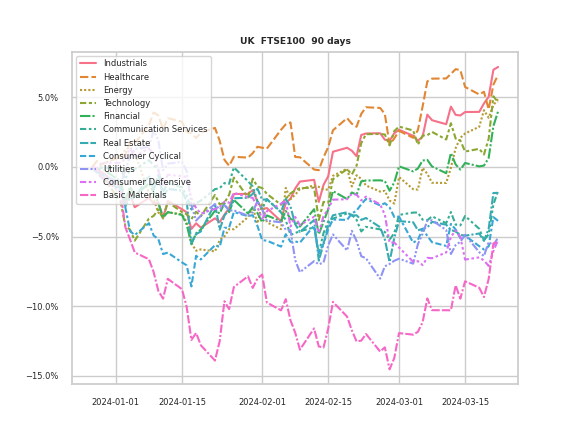 UK FTSE100 90 days
Industrials
Healthcare
Energy
Technology
Financial
Communication Services
Real Estate
Consumer Cyclical
Utilities
Consumer Defensive
Basic Materials
5.0%
0.0%
−5.0%
−10.0%
−15.0%
2024-01-01 2024-01-15 2024-02-01 2024-02-15 2024-03-01 2024-03-15